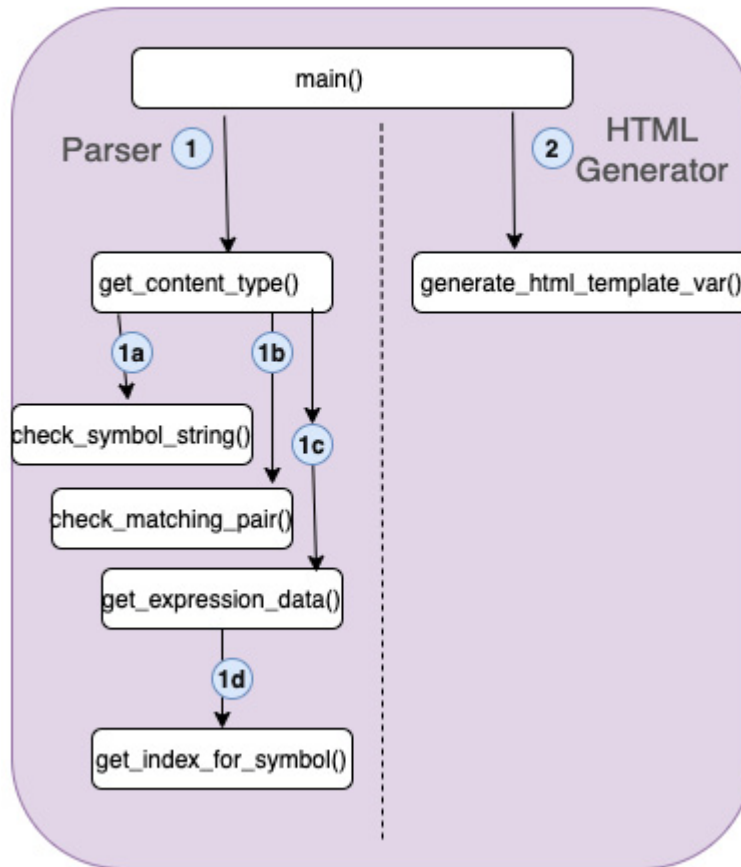 main()
Parser 1
2 HTML
Generator
get_content_type()
generate_html_template_var()
1a
1b
check_symbol_string()
1c
check_matching_pair()
get_expression_data()
1d
get_index_for_symbol()